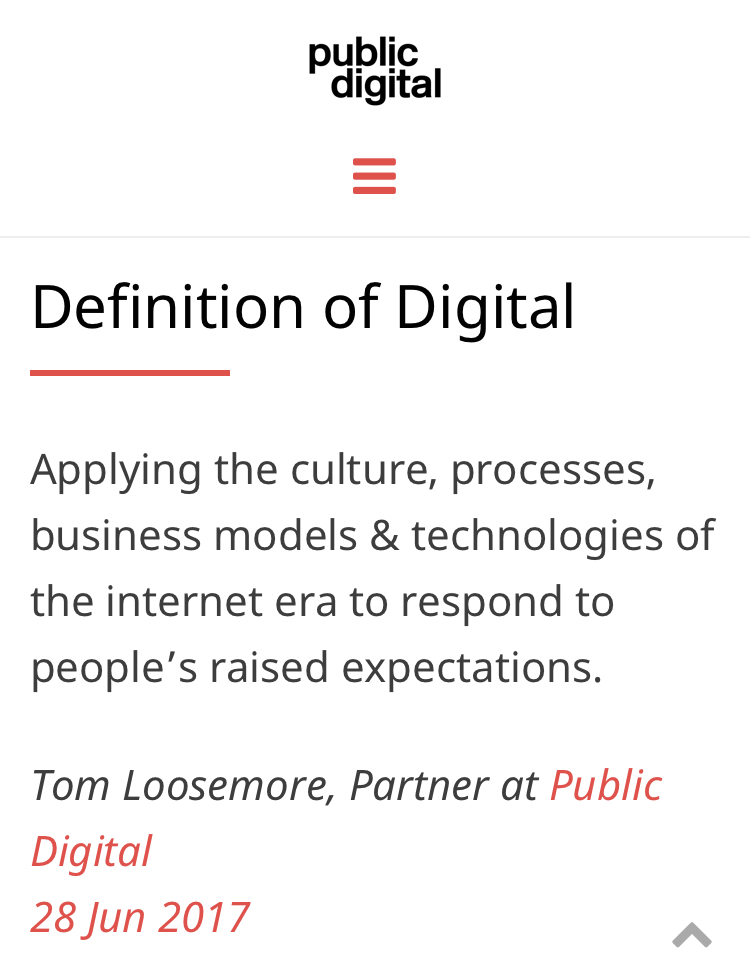 public
digital
Definition of Digital
Applying the culture, processes,
business models & technologies of
the internet era to respond to
people’s raised expectations.
Tom Loosemore, Partner at Public
Digital
28 Jun 2017